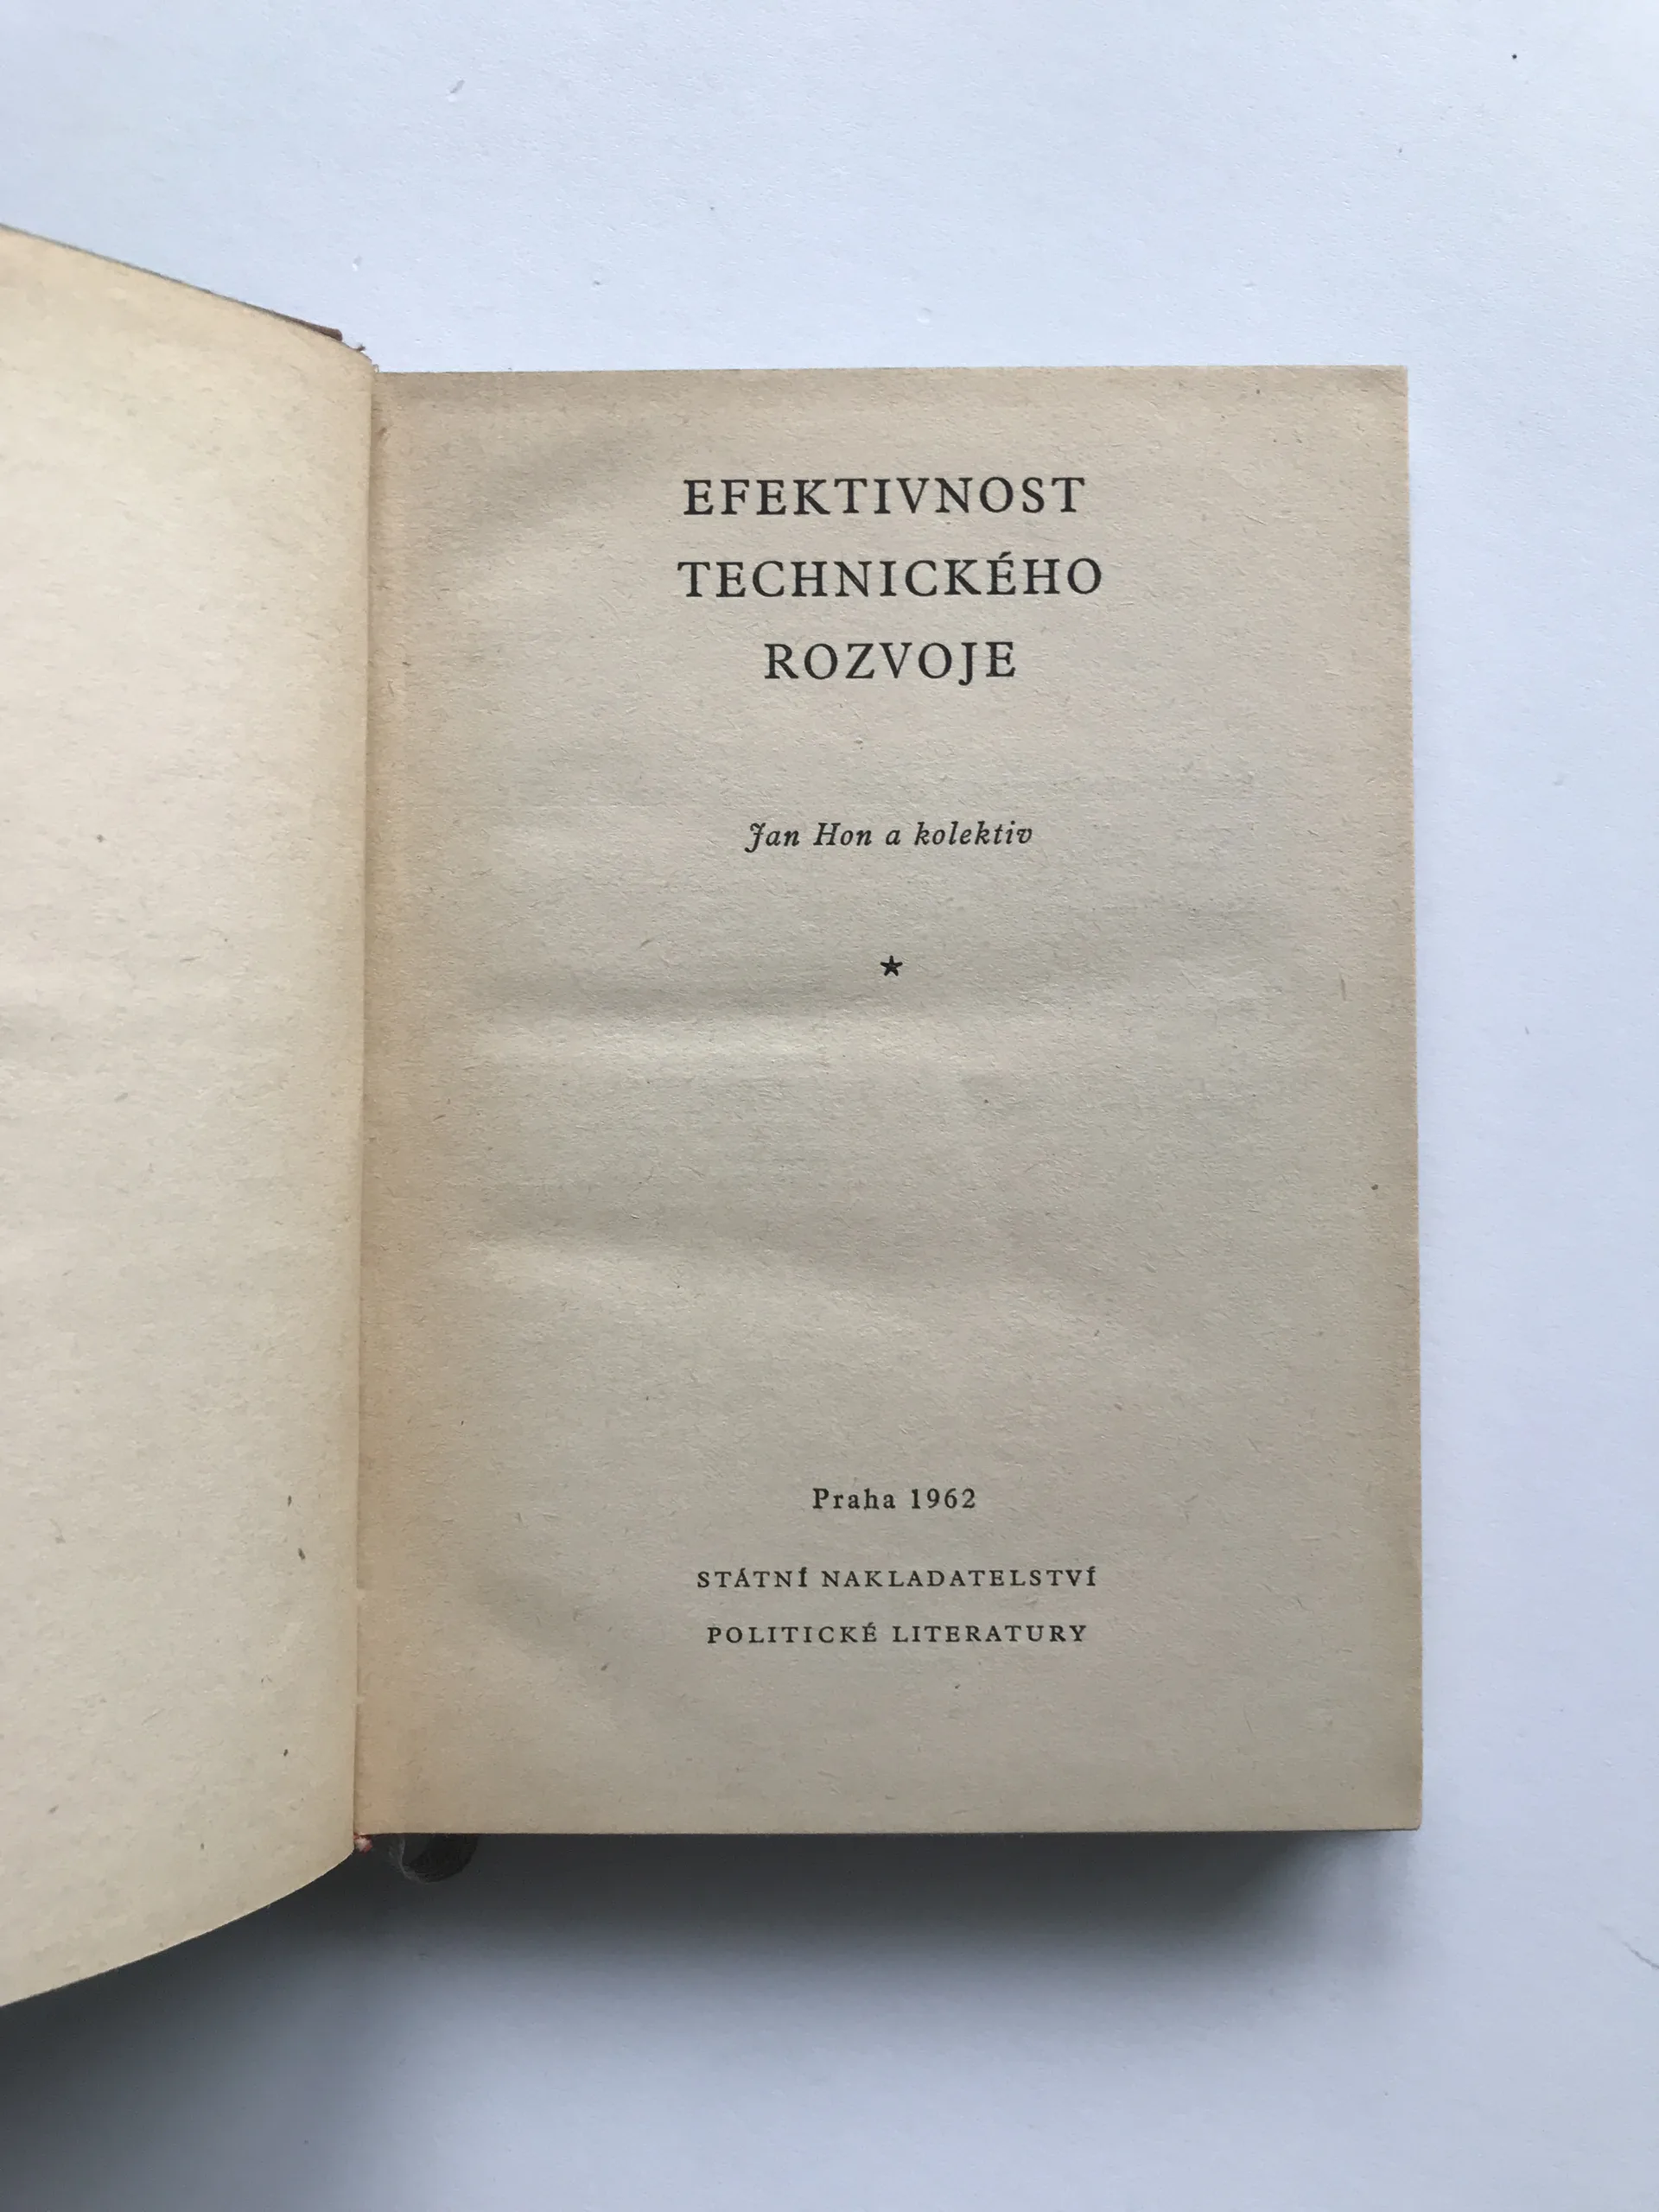 EFEKTIVNOST
TECHNICKÉHO
ROZVOJE
Jan Hon a kolektiv
★
Praha 1962
STÁTNÍ NAKLADATELSTVÍ
POLITICKÉ LITERATURY